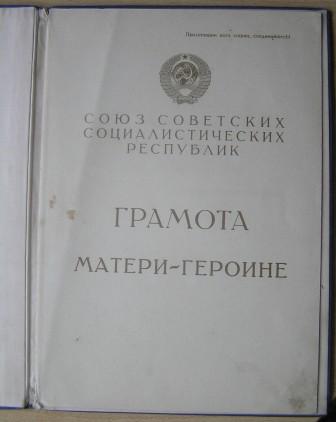 Пролетарии всех стран, соединяйтесь!
СОЮЗ СОВЕТСКИХ
СОЦИАЛИСТИЧЕСКИХ
РЕСПУБЛИК
ГРАМОТА
МАТЕРИ-ГЕРОИНЕ